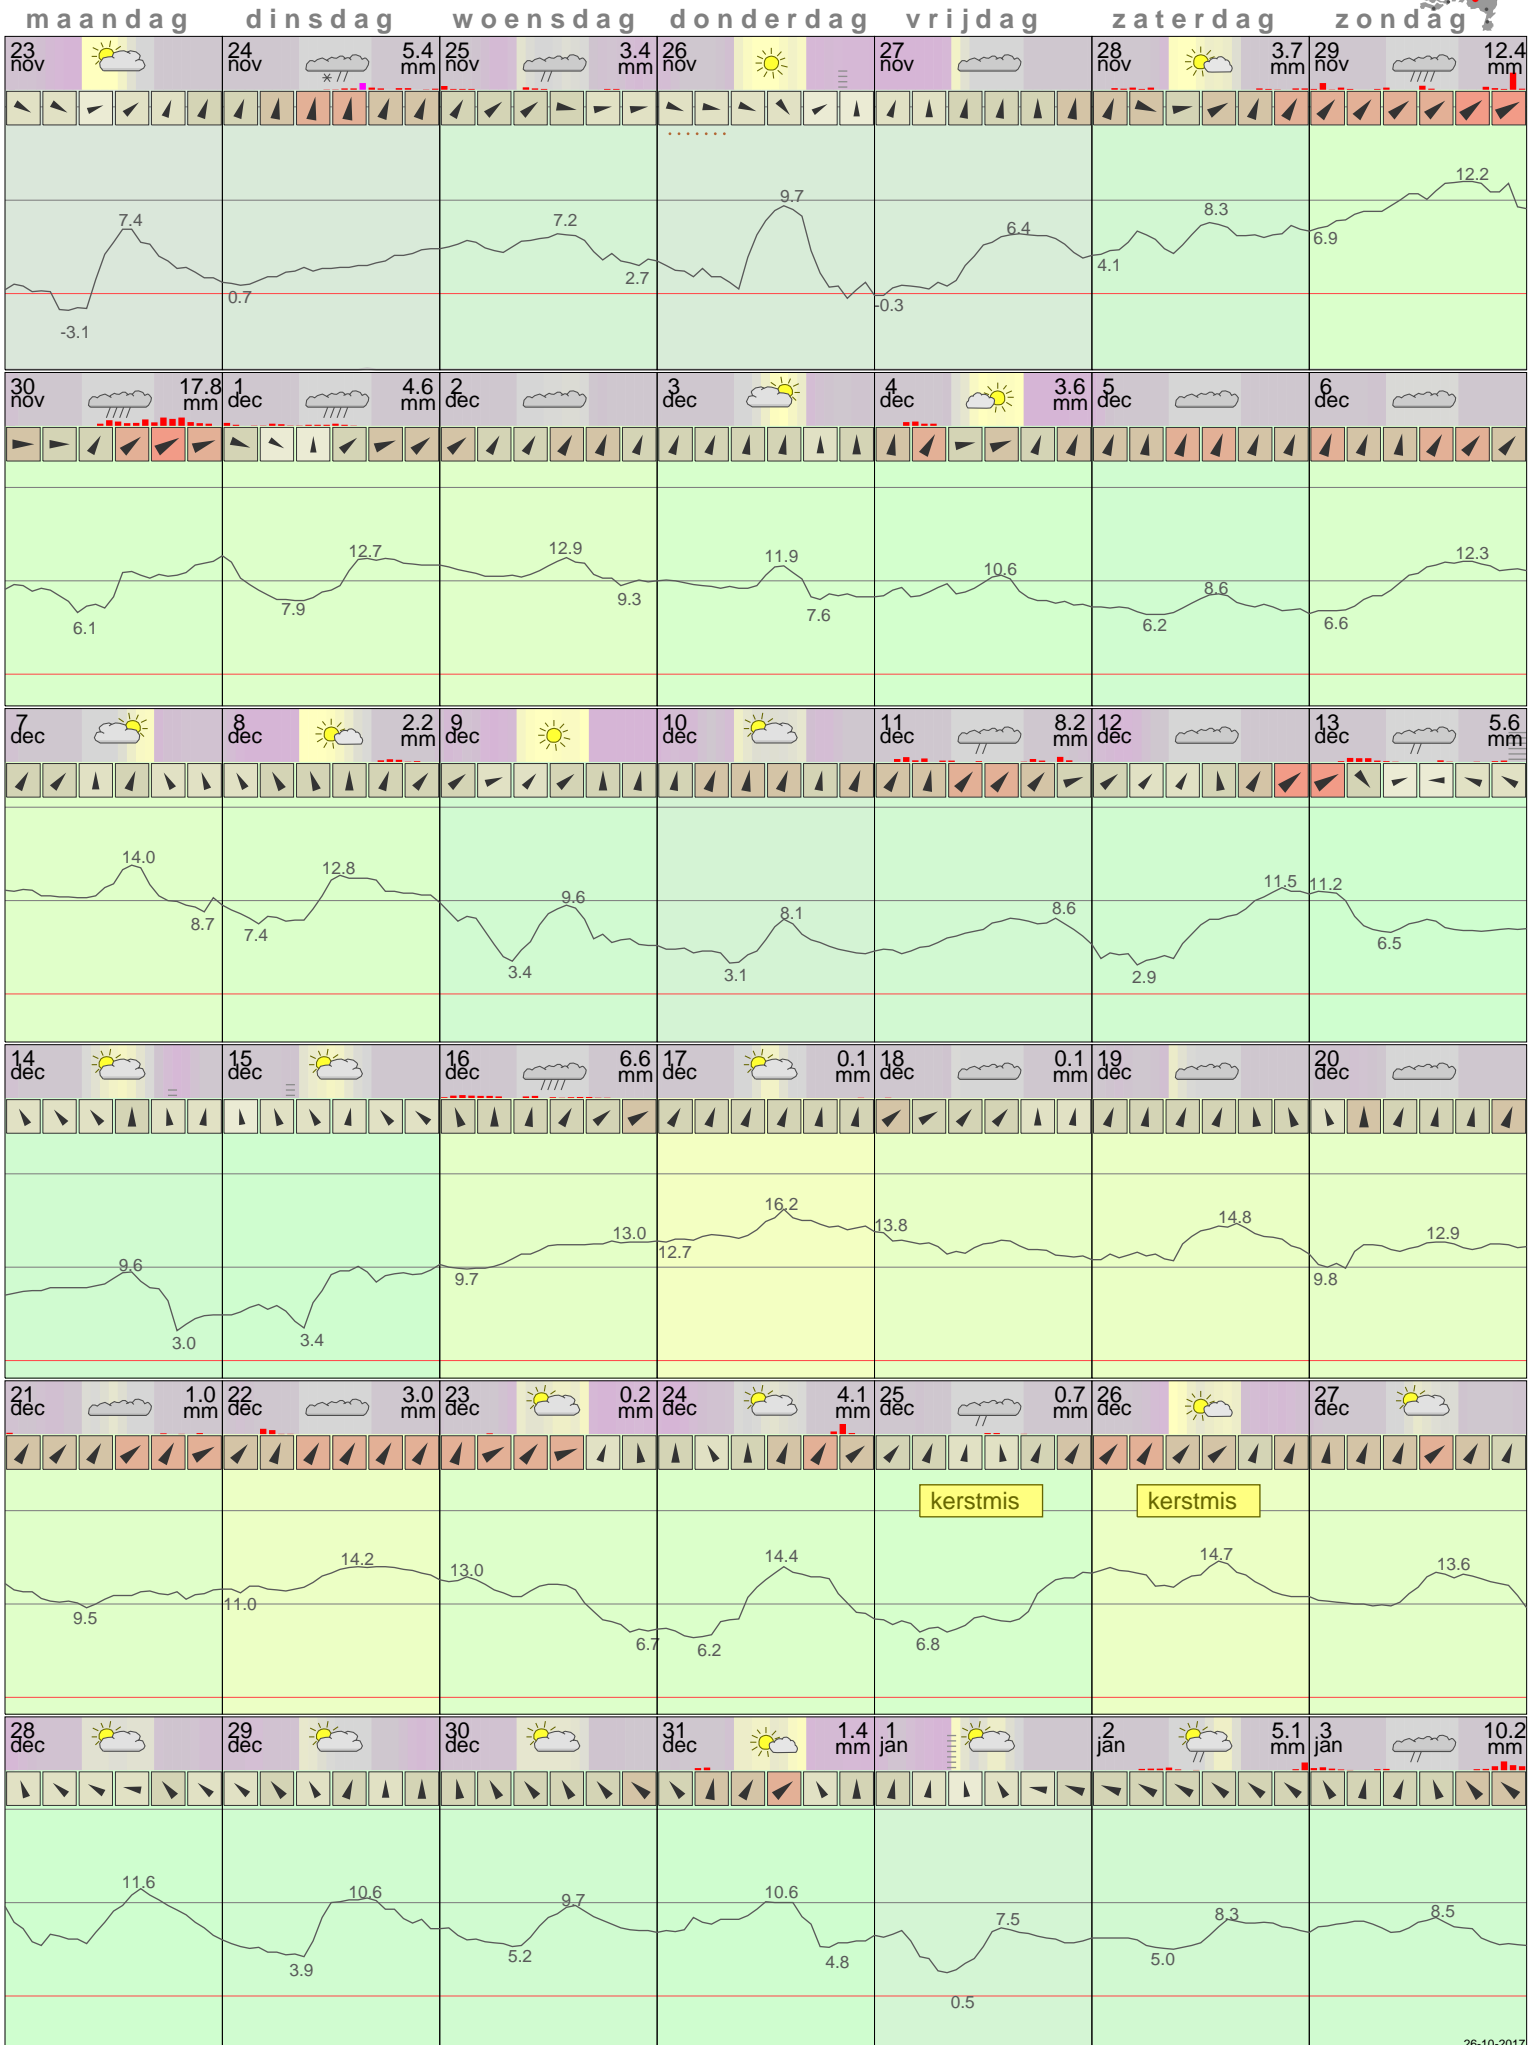 maandag dinsdag woensdag donderdag vrijdag zaterdag zondag
23 24 5.4 25 3.4 26 27 28 3.7 29 12.4
nov nov mm nov mm nov nov nov mm nov mm
7.4 7.2 9.7 6.4 8.3 12.2
-3.1 0.7 2.7 -0.3 4.1 6.9
30 17.8 1 4.6 2 3 4 3.6 5 6
nov mm dec mm dec dec dec mm dec dec
12.7 12.9 11.9 10.6 8.6 12.3
6.1 7.9 9.3 7.6 6.2 6.6
7 8 2.2 9 10 11 8.2 12 13 5.6
dec dec mm dec dec dec mm dec dec mm
14.0 12.8 9.6 8.1 8.6 11.5 11.2
8.7 7.4 3.4 3.1 2.9 6.5
14 15 16 6.6 17 0.1 18 0.1 19 20
dec dec dec mm dec mm dec mm dec dec
9.6 13.0 16.2 13.8 14.8 12.9
3.0 3.4 9.7 12.7 9.8
21 1.0 22 3.0 23 0.2 24 4.1 25 0.7 26 27
dec mm dec mm dec mm dec mm dec mm dec dec
kerstmis kerstmis
14.2 13.0 14.4 14.7 13.6
9.5 11.0 6.7 6.2 6.8
28 29 30 31 1.4 1 2 5.1 3 10.2
dec dec dec dec mm jan jan mm jan mm
11.6 10.6 9.7 10.6 7.5 8.3 8.5
3.9 5.2 4.8 0.5 5.0
26-10-2017